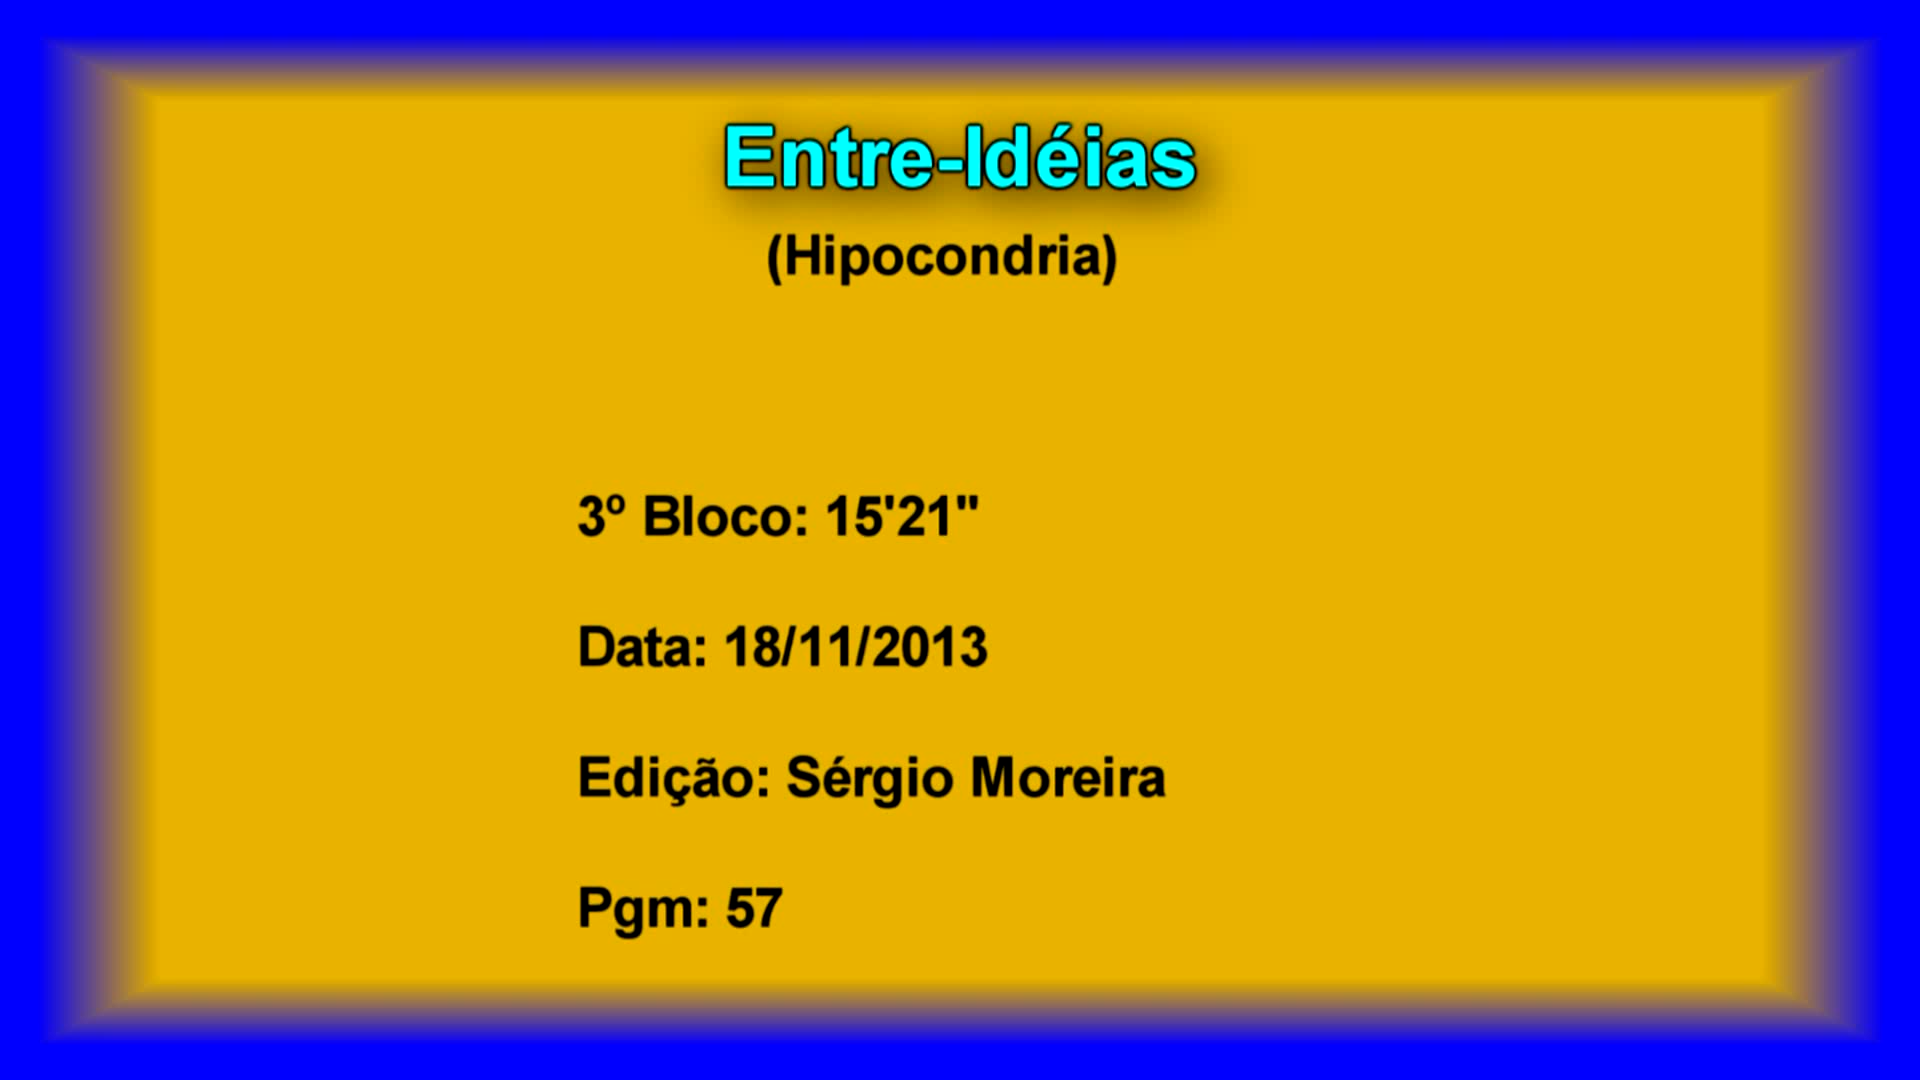 Entre-Idéias
(Hipocondria)
3º Bloco: 15'21"
Data: 18/11/2013
Edição: Sérgio Moreira
Pgm: 57